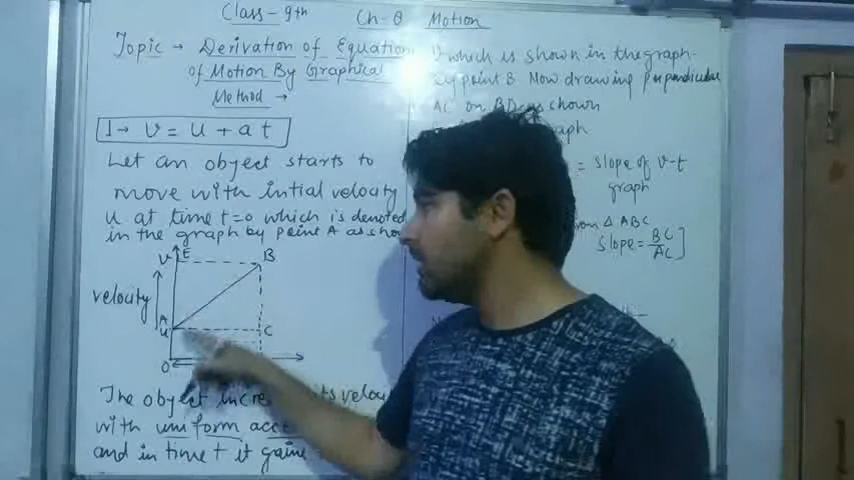 Class-9th Ch-8 Motion
Topic → Derivation of Equation
of Motion By Graphical
Method →
1→ v = u + a t
Let an object starts to
move with intial velocity
u at time t=0 which is denoted
in the graph by point A as
V E B
velocity
A
u C
O
The object
with uniform
and in time t it gains
V which is shown in the graph
by point B. Now drawing perpendicular
AC on BD as shown
graph
= slope of v-t
graph
from △ ABC
slope = BC/AC ]